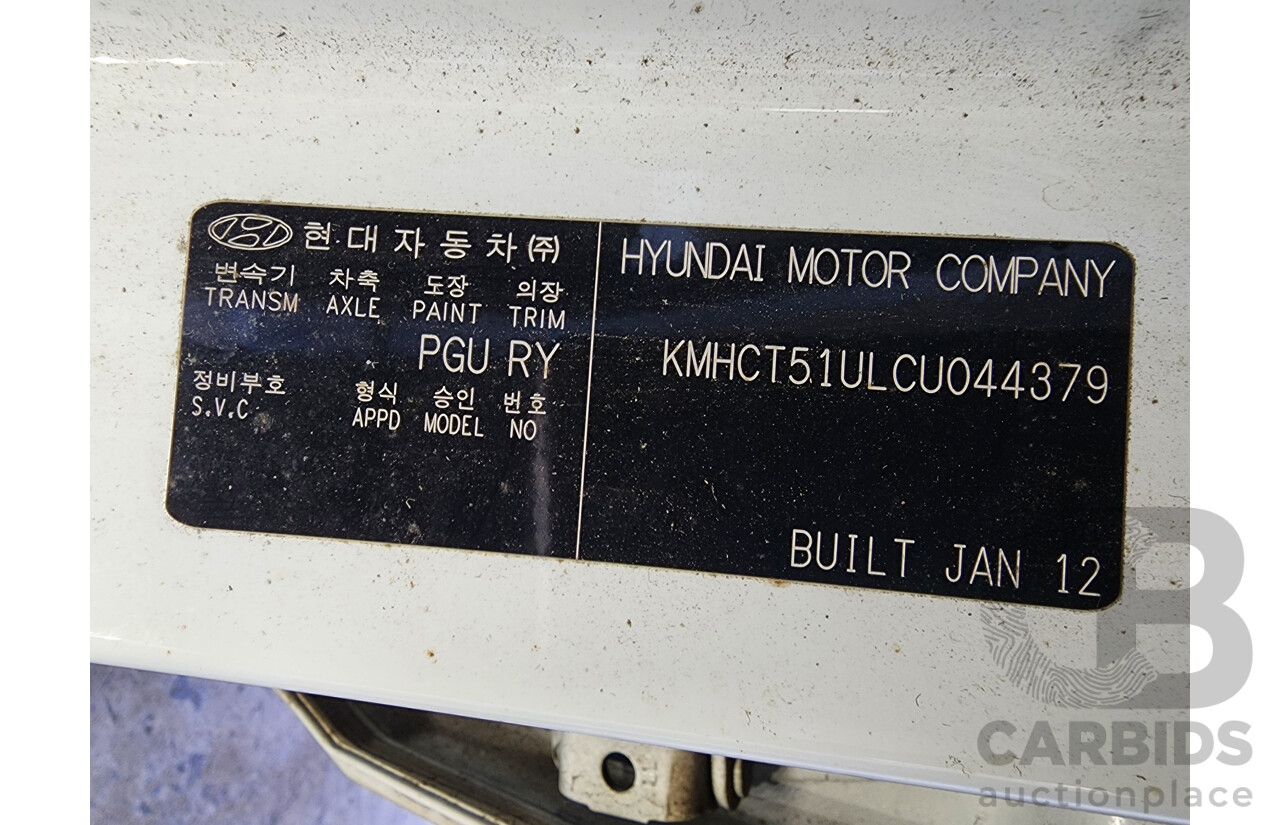 현대자동차㈜
변속기 차축 도장 의장
TRANSM AXLE PAINT TRIM
PGU RY
정비부호 형식 승인 번호
S.V.C APPD MODEL NO
HYUNDAI MOTOR COMPANY
KMHCT51ULCU044379
BUILT JAN 12
CB
CARBIDS
auctionplace